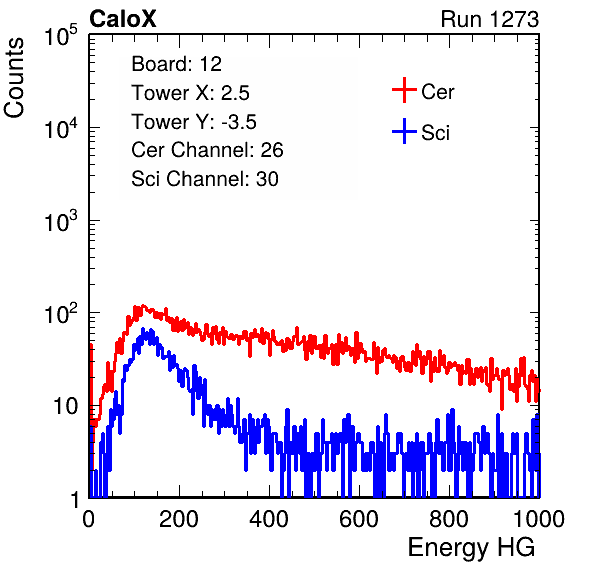 CaloX Run 1273
10^5
Counts
Board: 12
Tower X: 2.5
Cer
Tower Y: -3.5
10^4
Sci
Cer Channel: 26
Sci Channel: 30
10^3
10^2
10
1
0 200 400 600 800 1000
Energy HG